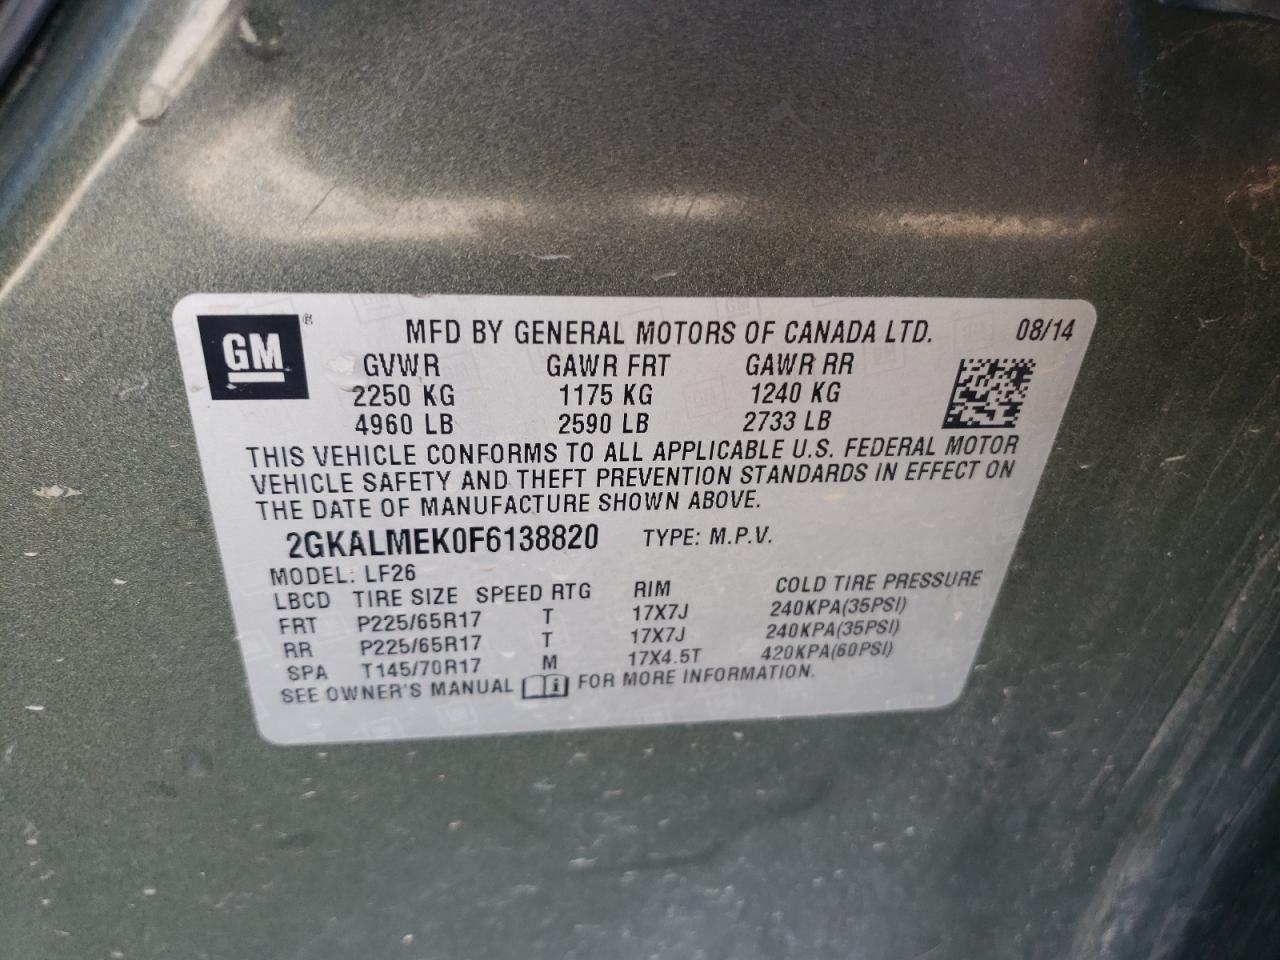 GM ® MFD BY GENERAL MOTORS OF CANADA LTD. 08/14
GVWR GAWR FRT GAWR RR
2250 KG 1175 KG 1240 KG
4960 LB 2590 LB 2733 LB
THIS VEHICLE CONFORMS TO ALL APPLICABLE U.S. FEDERAL MOTOR
VEHICLE SAFETY AND THEFT PREVENTION STANDARDS IN EFFECT ON
THE DATE OF MANUFACTURE SHOWN ABOVE.
2GKALMEK0F6138820 TYPE: M.P.V.
MODEL: LF26
LBCD TIRE SIZE SPEED RTG RIM COLD TIRE PRESSURE
FRT P225/65R17 T 17X7J 240KPA(35PSI)
RR P225/65R17 T 17X7J 240KPA(35PSI)
SPA T145/70R17 M 17X4.5T 420KPA(60PSI)
SEE OWNER'S MANUAL i FOR MORE INFORMATION.